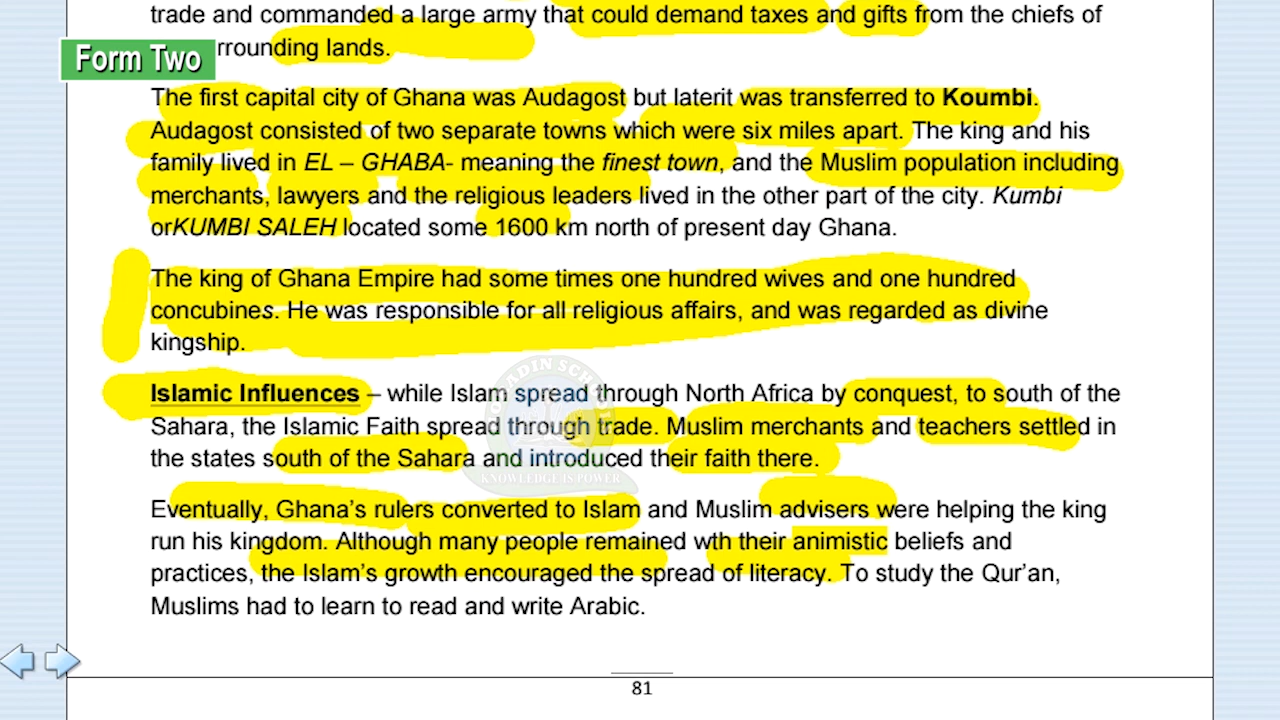 trade and commanded a large army that could demand taxes and gifts from the chiefs of
Form Two
rrounding lands.
The first capital city of Ghana was Audagost but laterit was transferred to Koumbi.
Audagost consisted of two separate towns which were six miles apart. The king and his
family lived in EL – GHABA- meaning the finest town, and the Muslim population including
merchants, lawyers and the religious leaders lived in the other part of the city. Kumbi
orKUMBI SALEH located some 1600 km north of present day Ghana.
The king of Ghana Empire had some times one hundred wives and one hundred
concubines. He was responsible for all religious affairs, and was regarded as divine
kingship.
Islamic Influences – while Islam spread through North Africa by conquest, to south of the
Sahara, the Islamic Faith spread through trade. Muslim merchants and teachers settled in
the states south of the Sahara and introduced their faith there.
KNOWLEDGE IS POWER
Eventually, Ghana’s rulers converted to Islam and Muslim advisers were helping the king
run his kingdom. Although many people remained wth their animistic beliefs and
practices, the Islam’s growth encouraged the spread of literacy. To study the Qur’an,
Muslims had to learn to read and write Arabic.
81